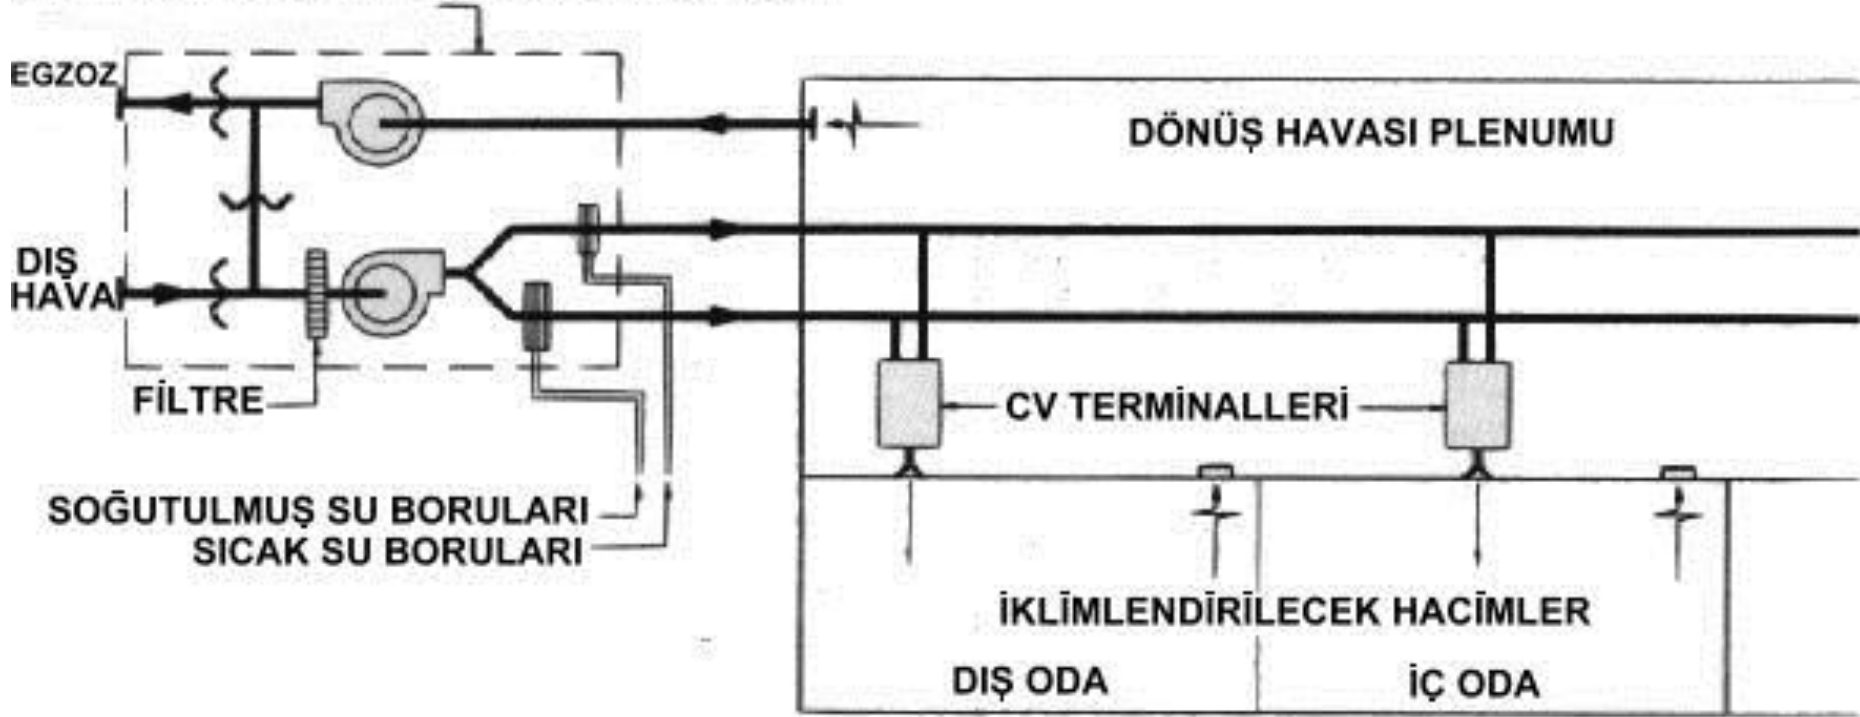 EGZOZ
DÖNÜŞ HAVASI PLENUMU
DIŞ
HAVA
FİLTRE
CV TERMİNALLERİ
SOĞUTULMUŞ SU BORULARI
SICAK SU BORULARI
İKLİMLENDİRİLECEK HACİMLER
DIŞ ODA
İÇ ODA